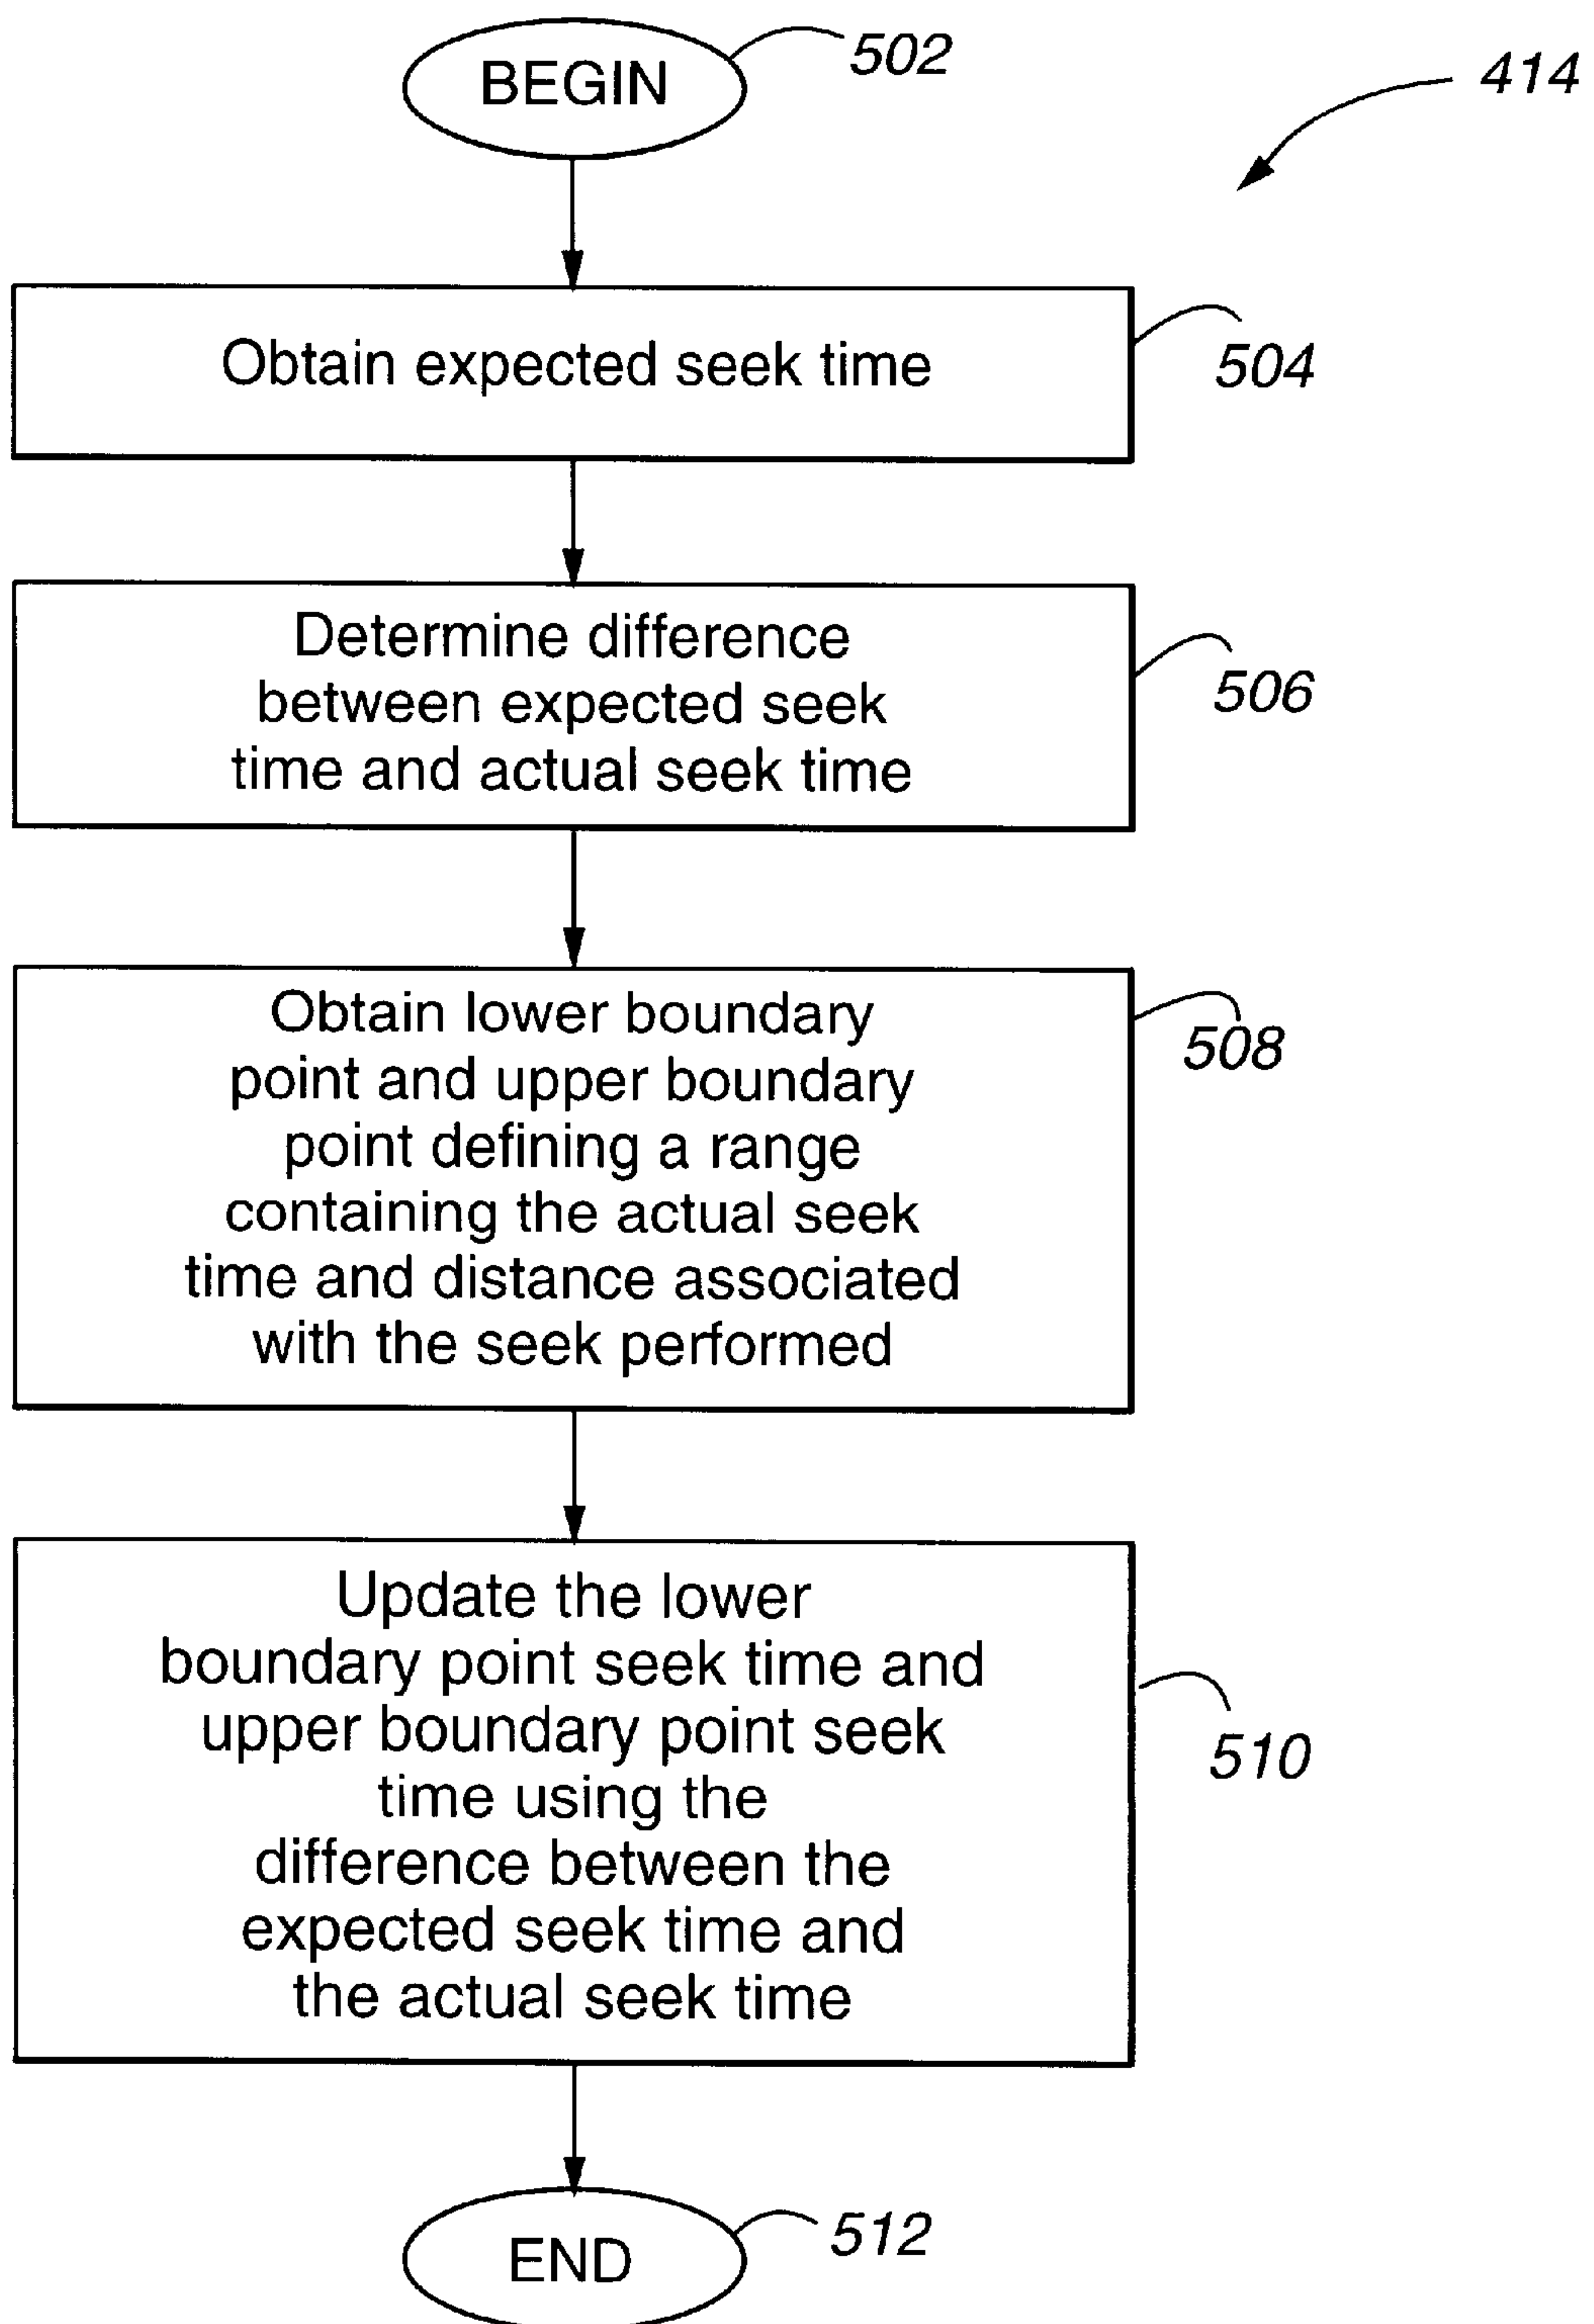 BEGIN
502
414
Obtain expected seek time
504
Determine difference
between expected seek
time and actual seek time
506
Obtain lower boundary
point and upper boundary
point defining a range
containing the actual seek
time and distance associated
with the seek performed
508
Update the lower
boundary point seek time and
upper boundary point seek
time using the
difference between the
expected seek time and
the actual seek time
510
END
512